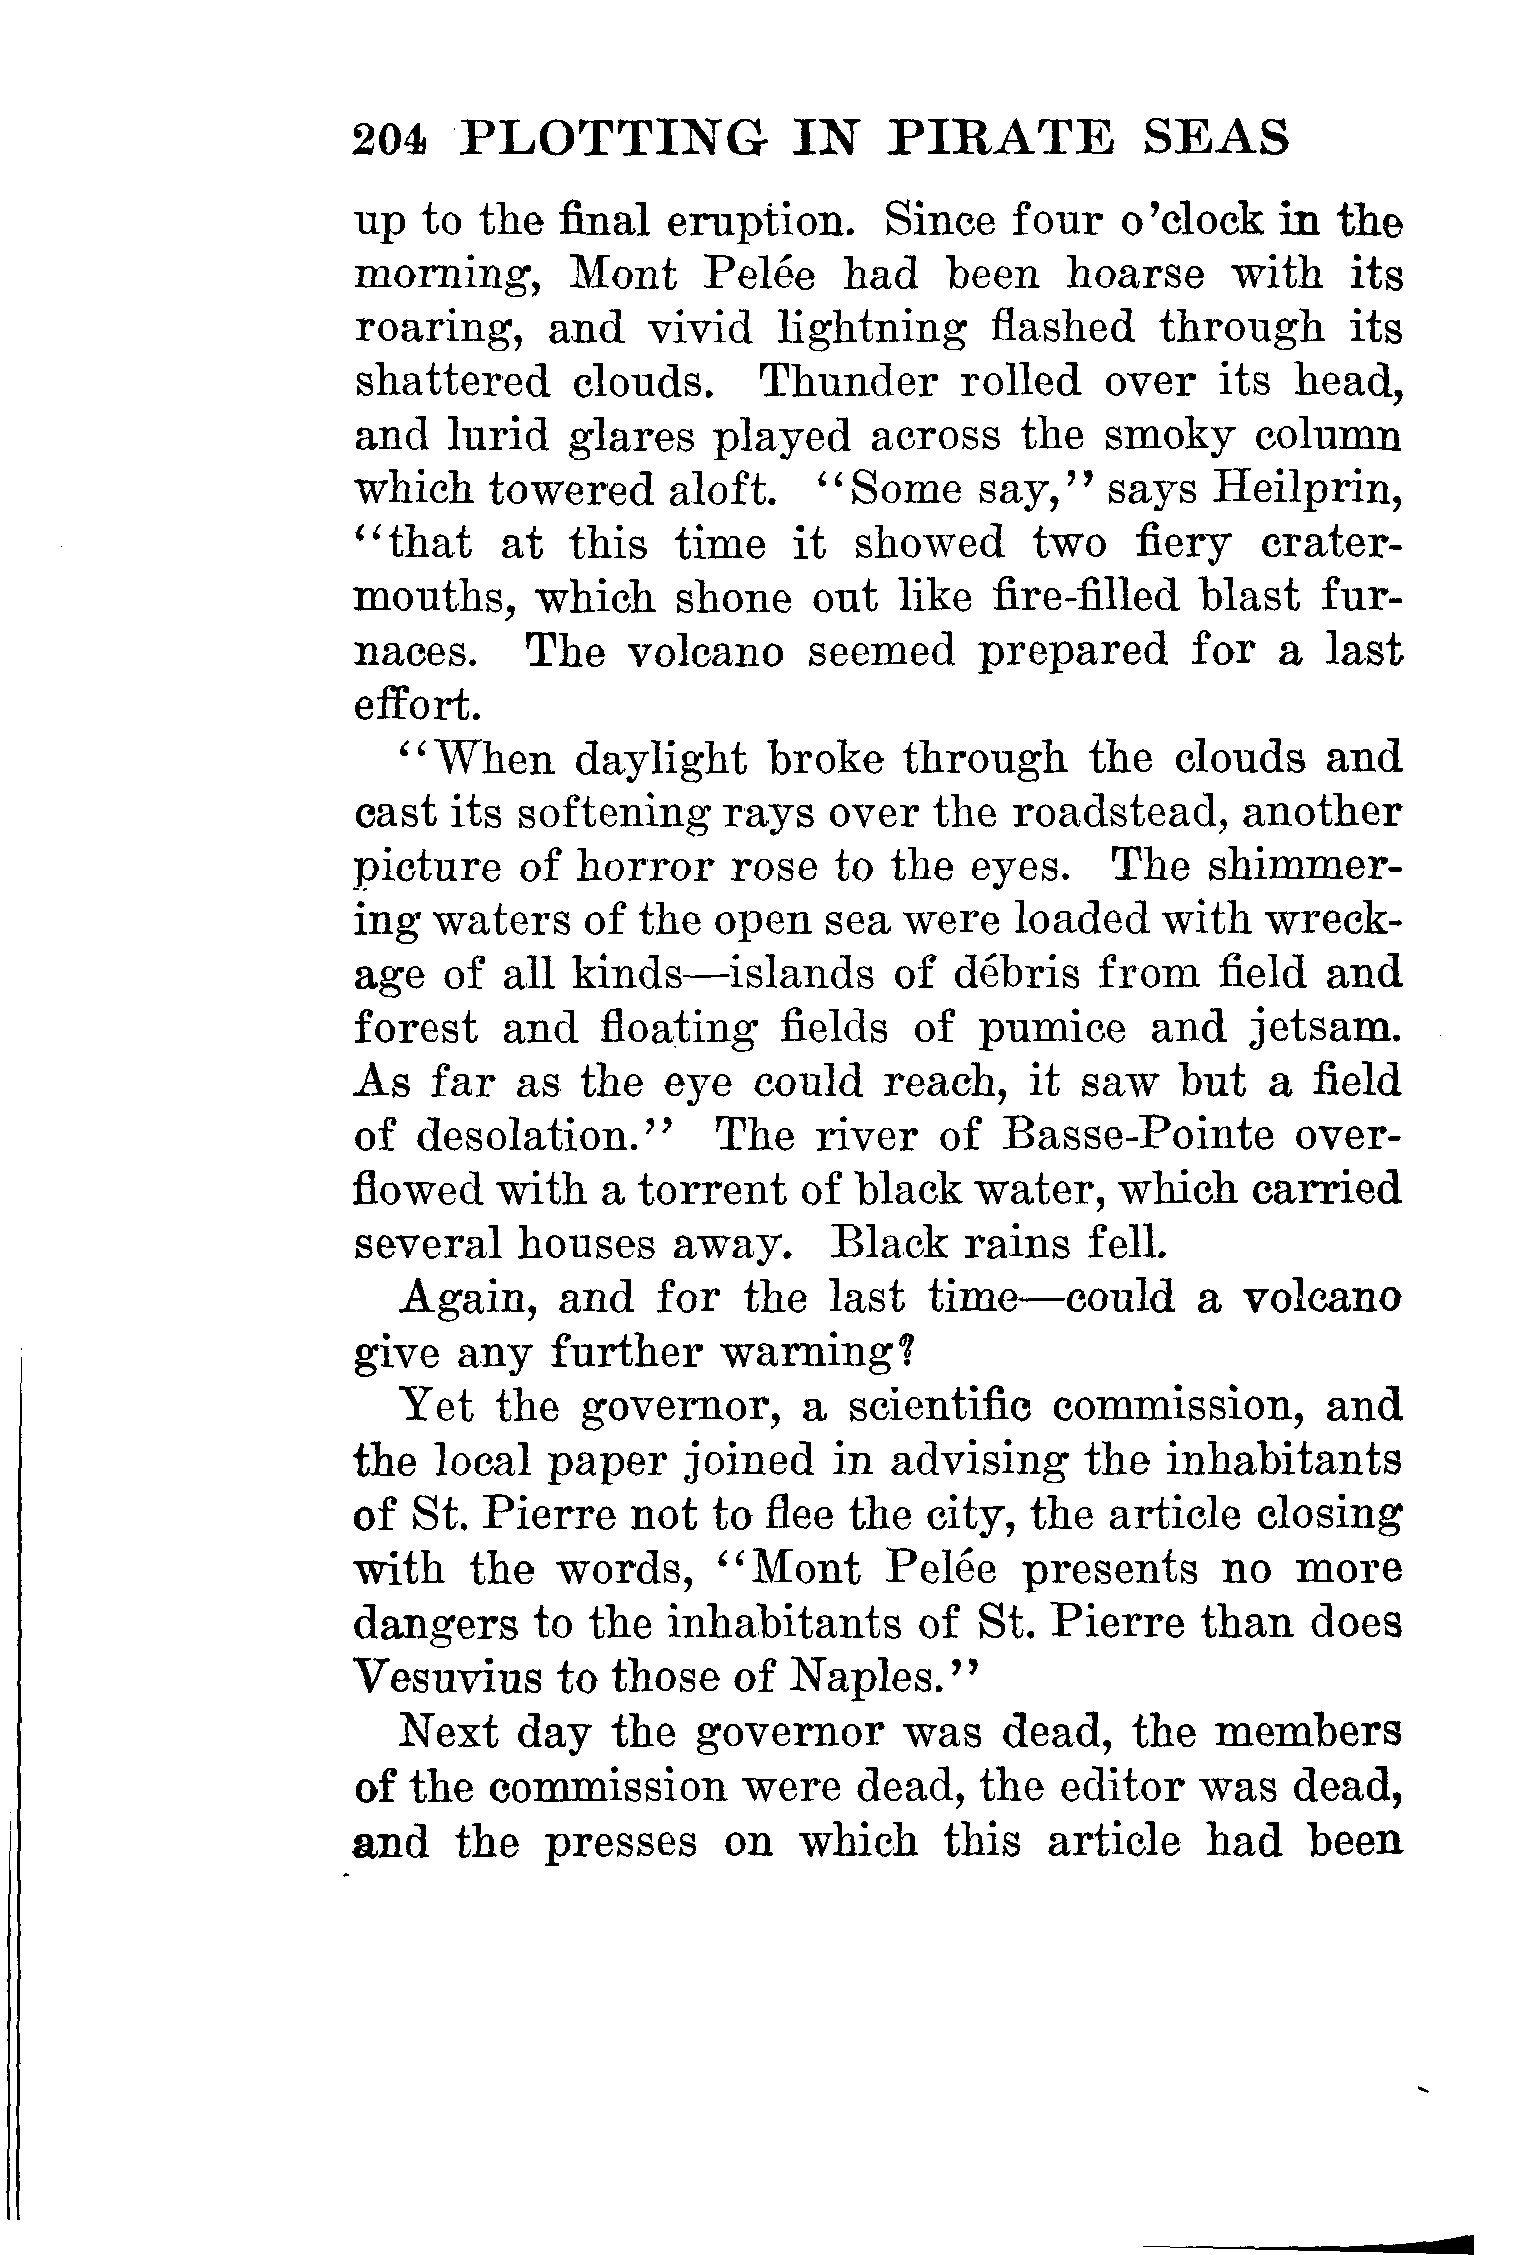 204 PLOTTING IN PIRATE SEAS
up to the final eruption. Since four o'clock in the
morning, Mont Pelée had been hoarse with its
roaring, and vivid lightning flashed through its
shattered clouds. Thunder rolled over its head,
and lurid glares played across the smoky column
which towered aloft. "Some say," says Heilprin,
"that at this time it showed two fiery crater-
mouths, which shone out like fire-filled blast fur-
naces. The volcano seemed prepared for a last
effort.
"When daylight broke through the clouds and
cast its softening rays over the roadstead, another
picture of horror rose to the eyes. The shimmer-
ing waters of the open sea were loaded with wreck-
age of all kinds—islands of débris from field and
forest and floating fields of pumice and jetsam.
As far as the eye could reach, it saw but a field
of desolation." The river of Basse-Pointe over-
flowed with a torrent of black water, which carried
several houses away. Black rains fell.
Again, and for the last time—could a volcano
give any further warning?
Yet the governor, a scientific commission, and
the local paper joined in advising the inhabitants
of St. Pierre not to flee the city, the article closing
with the words, "Mont Pelée presents no more
dangers to the inhabitants of St. Pierre than does
Vesuvius to those of Naples."
Next day the governor was dead, the members
of the commission were dead, the editor was dead,
and the presses on which this article had been